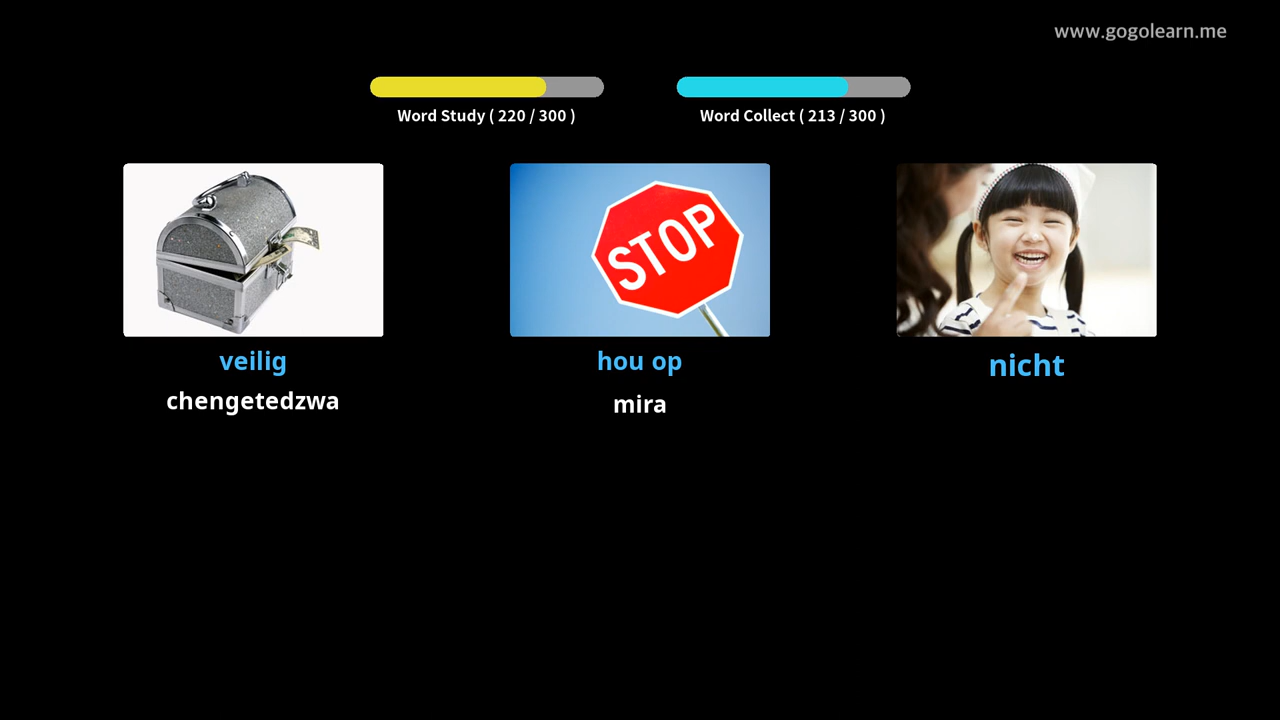 www.gogolearn.me
Word Study ( 220 / 300 )
Word Collect ( 213 / 300 )
STOP
veilig
hou op
nicht
chengetedzwa
mira